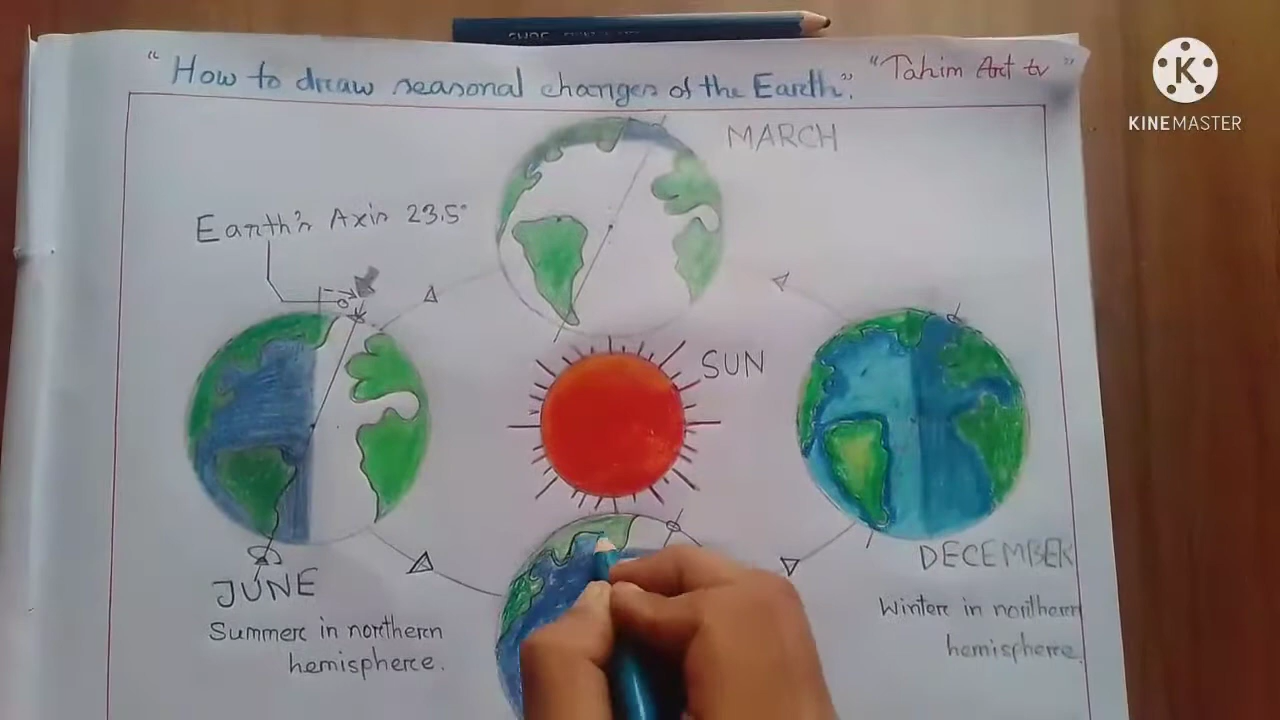 "How to draw seasonal changes of the Earth." "Tahim Art tv"
MARCH
Earth's Axis 23.5°
SUN
JUNE
Summer in northern
hemisphere.
DECEMBER
Winter in northern
hemisphere.
K
KINEMASTER